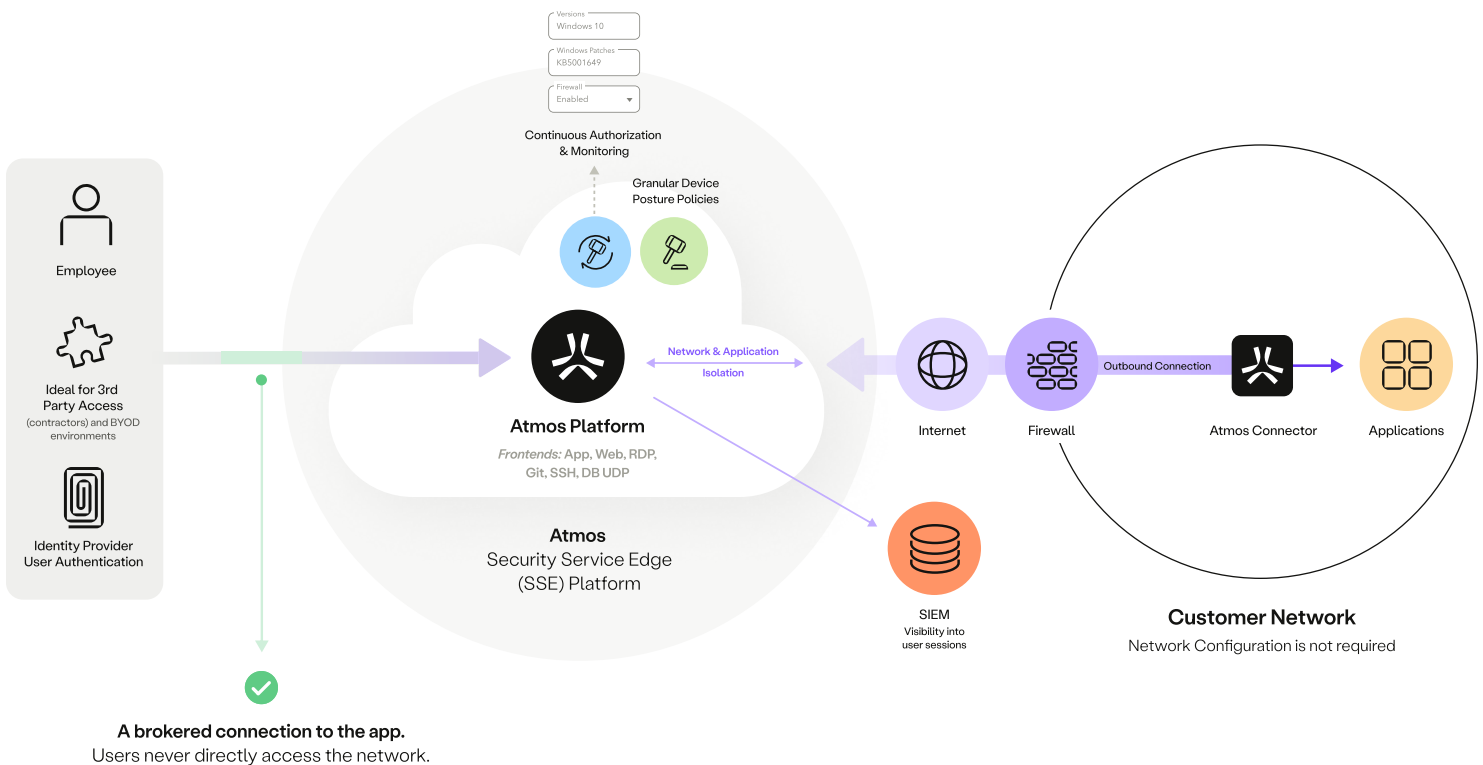 Versions
Windows 10
Windows Patches
KB5001649
Firewall
Enabled
Continuous Authorization
& Monitoring
Granular Device
Posture Policies
Employee
Ideal for 3rd
Party Access
(contractors) and BYOD
environments
Identity Provider
User Authentication
Network & Application
Isolation
Atmos Platform
Frontends: App, Web, RDP,
Git, SSH, DB UDP
Atmos
Security Service Edge
(SSE) Platform
Internet
Firewall
Outbound Connection
Atmos Connector
Applications
SIEM
Visibility into
user sessions
Customer Network
Network Configuration is not required
A brokered connection to the app.
Users never directly access the network.